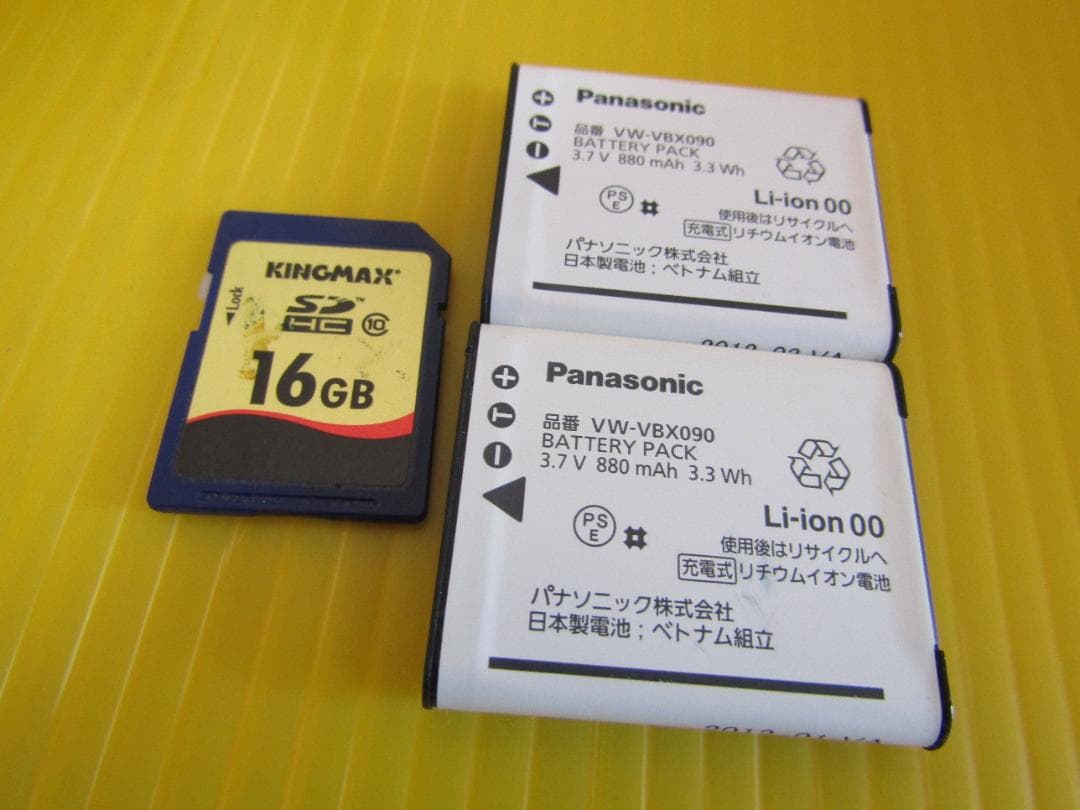 KINGMAX
Lock
SD™
HC 10
16GB
Panasonic
品番 VW-VBX090
BATTERY PACK
3.7 V 880 mAh 3.3 Wh
PS
E
Li-ion 00
使用後はリサイクルへ
充電式 リチウムイオン電池
パナソニック株式会社
日本製電池；ベトナム組立
Panasonic
品番 VW-VBX090
BATTERY PACK
3.7 V 880 mAh 3.3 Wh
PS
E
Li-ion 00
使用後はリサイクルへ
充電式 リチウムイオン電池
パナソニック株式会社
日本製電池；ベトナム組立